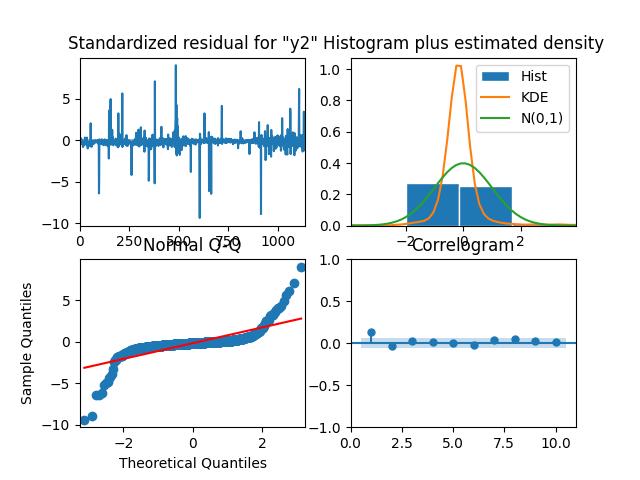 Standardized residual for "y2" Histogram plus estimated density
5
0
−5
−10
0 250 500 750 1000
1.0
0.8
0.6
0.4
0.2
0.0
−2 0 2
Hist
KDE
N(0,1)
Normal Q-Q
Correlogram
Sample Quantiles
5
0
−5
−10
−2 0 2
Theoretical Quantiles
1.0
0.5
0.0
−0.5
−1.0
0.0 2.5 5.0 7.5 10.0